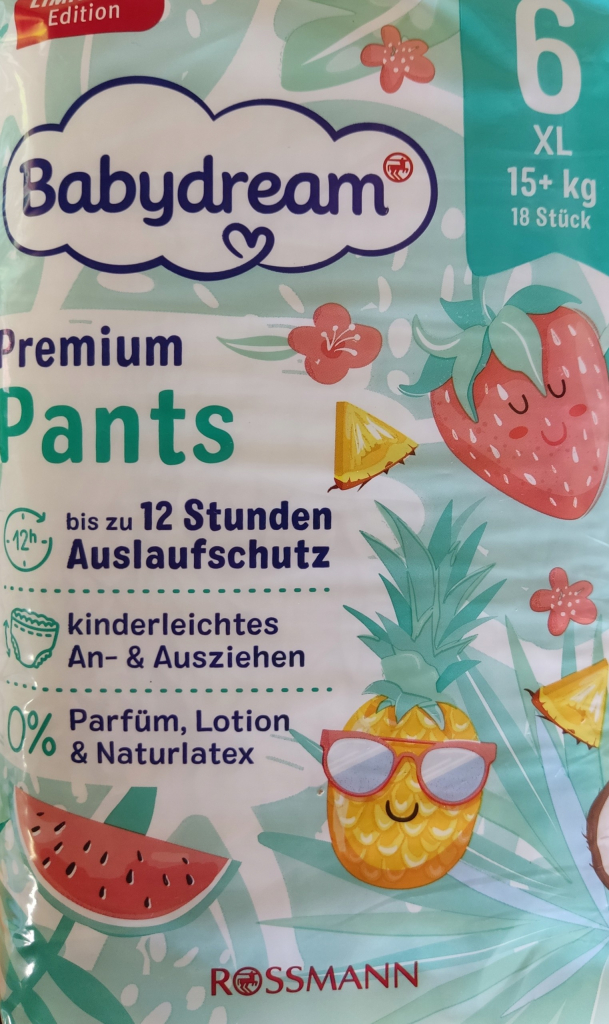 Edition
Babydream
6
XL
15+ kg
18 Stück
Premium
Pants
12h
bis zu 12 Stunden
Auslaufschutz
kinderleichtes
An- & Ausziehen
0%
Parfüm, Lotion
& Naturlatex
ROSSMANN